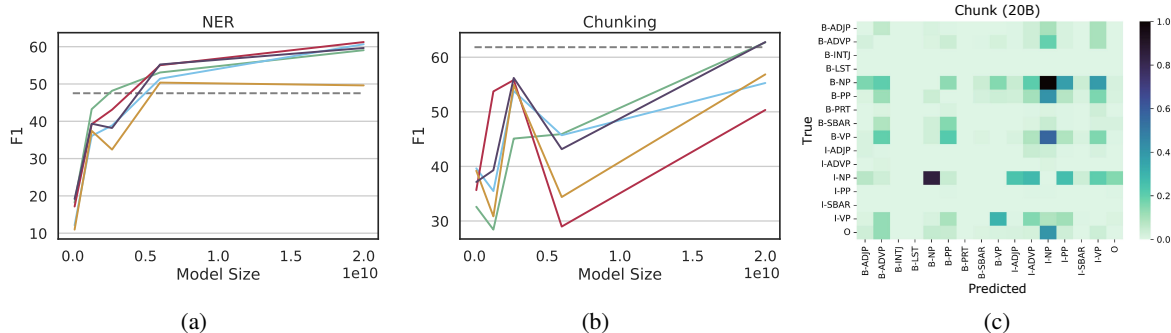 NER
F1
60
50
40
30
20
10
0.0 0.5 1.0 1.5 2.0
Model Size
1e10
(a)
Chunking
F1
60
50
40
30
0.0 0.5 1.0 1.5 2.0
Model Size
1e10
(b)
Chunk (20B)
True
B-ADJP
B-ADVP
B-INTJ
B-LST
B-NP
B-PP
B-PRT
B-SBAR
B-VP
I-ADJP
I-ADVP
I-NP
I-PP
I-SBAR
I-VP
O
B-ADJP
B-ADVP
B-INTJ
B-LST
B-NP
B-PP
B-PRT
B-SBAR
B-VP
I-ADJP
I-ADVP
I-NP
I-PP
I-SBAR
I-VP
O
Predicted
1.0
0.8
0.6
0.4
0.2
0.0
(c)